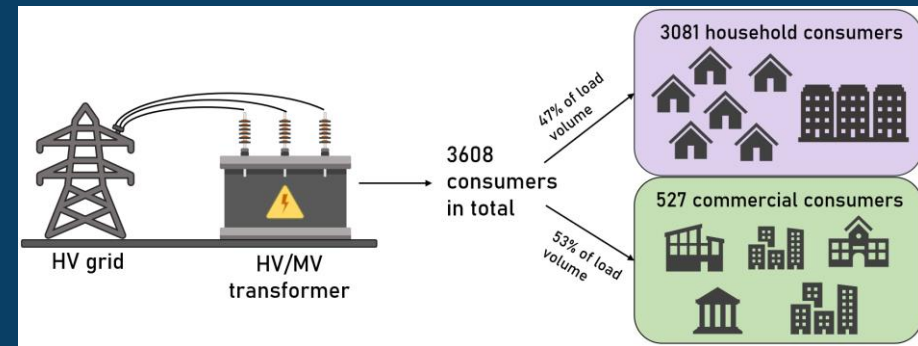 HV grid
HV/MV
transformer
3608
consumers
in total
47% of load
volume
53% of load
volume
3081 household consumers
527 commercial consumers